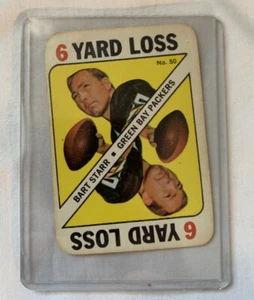 6 YARD LOSS
No. 50
BART STARR ■ GREEN BAY PACKERS
6 YARD LOSS